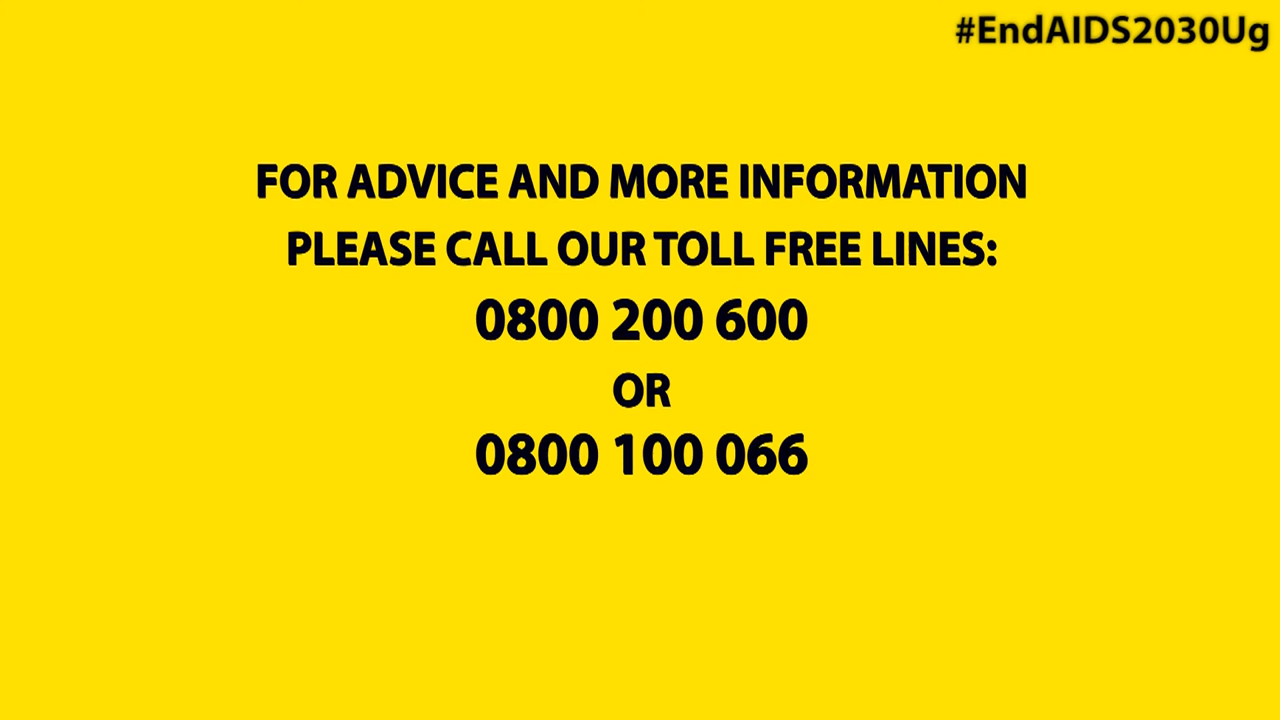 #EndAIDS2030Ug
FOR ADVICE AND MORE INFORMATION
PLEASE CALL OUR TOLL FREE LINES:
0800 200 600
OR
0800 100 066